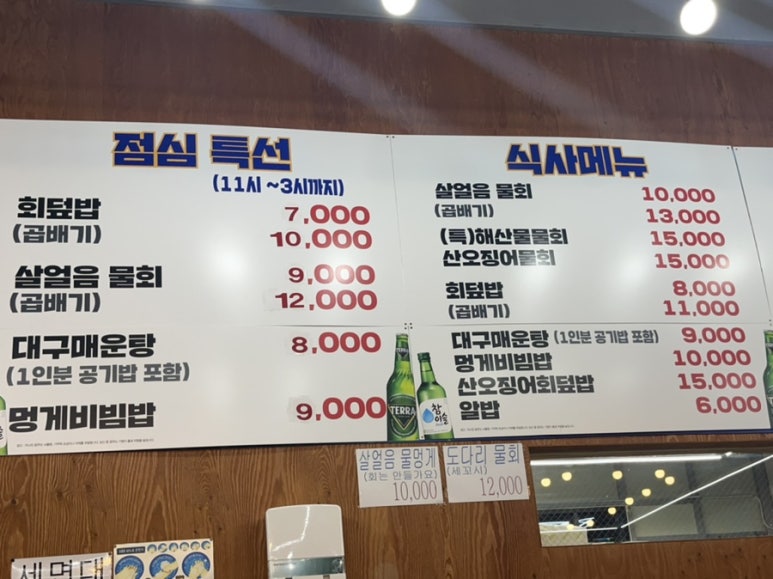 점심 특선
(11시 ~3시까지)
회덮밥 7,000
(곱배기) 10,000
살얼음 물회 9,000
(곱배기) 12,000
대구매운탕 8,000
(1인분 공기밥 포함)
멍게비빔밥 9,000
식사메뉴
살얼음 물회 10,000
(곱배기) 13,000
(특)해산물물회 15,000
산오징어물회 15,000
회덮밥 8,000
(곱배기) 11,000
대구매운탕 (1인분 공기밥 포함) 9,000
멍게비빔밥 10,000
산오징어회덮밥 15,000
알밥 6,000
TERRA
참이슬
살얼음 물멍게
(회는 만들가요)
10,000
도다리 물회
(세꼬시)
12,000